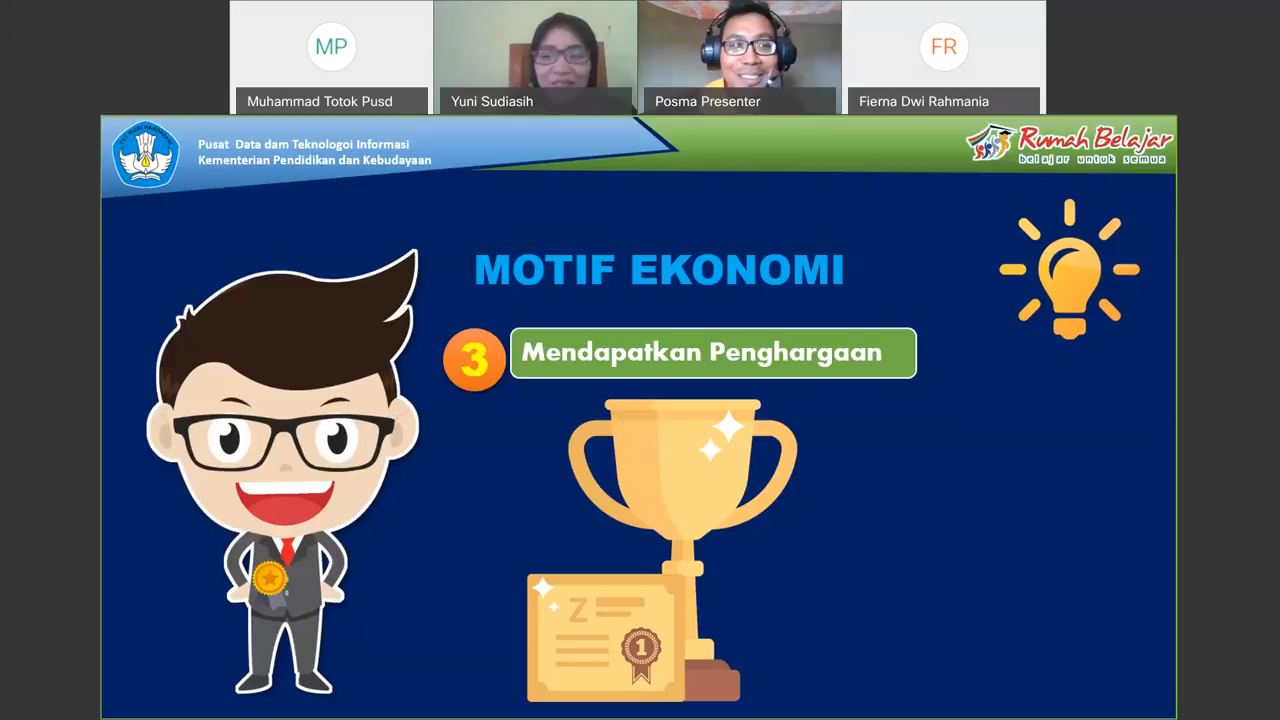 MP
FR
Muhammad Totok Pusd
Yuni Sudiasih
Posma Presenter
Fierna Dwi Rahmania
Pusat Data dam Teknologoi Informasi
Kementerian Pendidikan dan Kebudayaan
Rumah Belajar
belajar untuk semua
MOTIF EKONOMI
3
Mendapatkan Penghargaan
Z
1